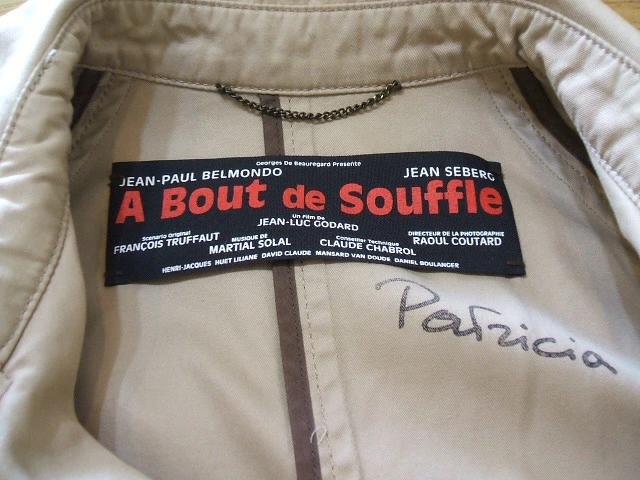 Georges De Beauregard Presente
JEAN-PAUL BELMONDO JEAN SEBERG
A Bout de Souffle
Un Film De
JEAN-LUC GODARD
Scenario Original MUSIQUE DE Conseiller Technique DIRECTEUR DE LA PHOTOGRAPHIE
FRANÇOIS TRUFFAUT MARTIAL SOLAL CLAUDE CHABROL RAOUL COUTARD
HENRI-JACQUES HUET LILIANE DAVID CLAUDE MANSARD VAN DOUDE DANIEL BOULANGER
Patricia